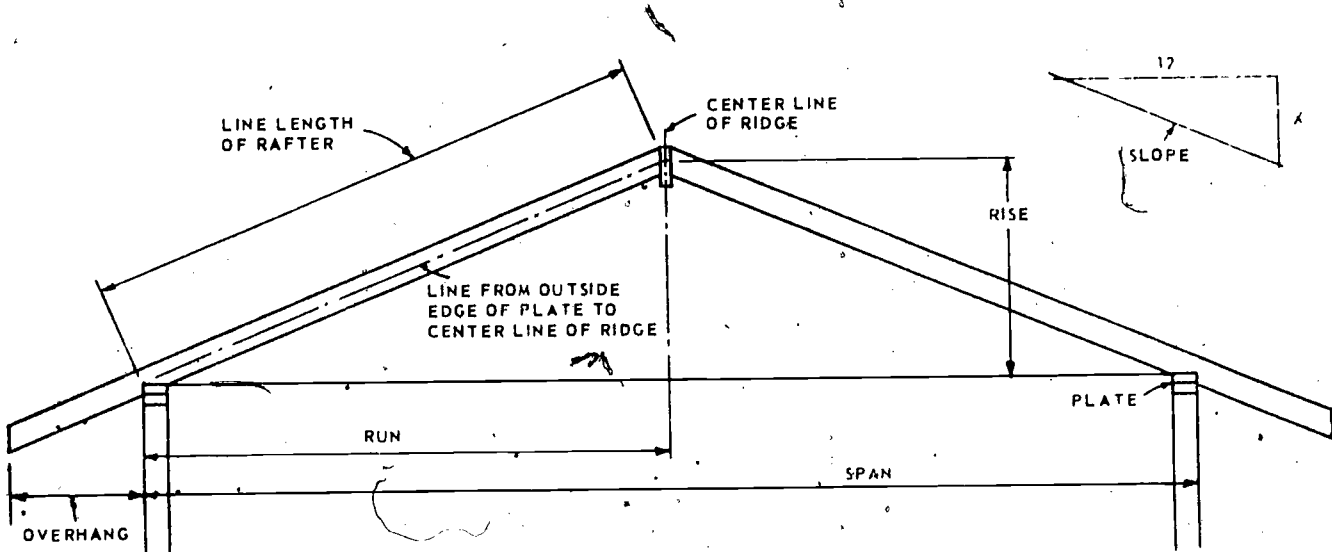 LINE LENGTH
OF RAFTER
CENTER LINE
OF RIDGE
12
SLOPE
RISE
LINE FROM OUTSIDE
EDGE OF PLATE TO
CENTER LINE OF RIDGE
PLATE
RUN
SPAN
OVERHANG